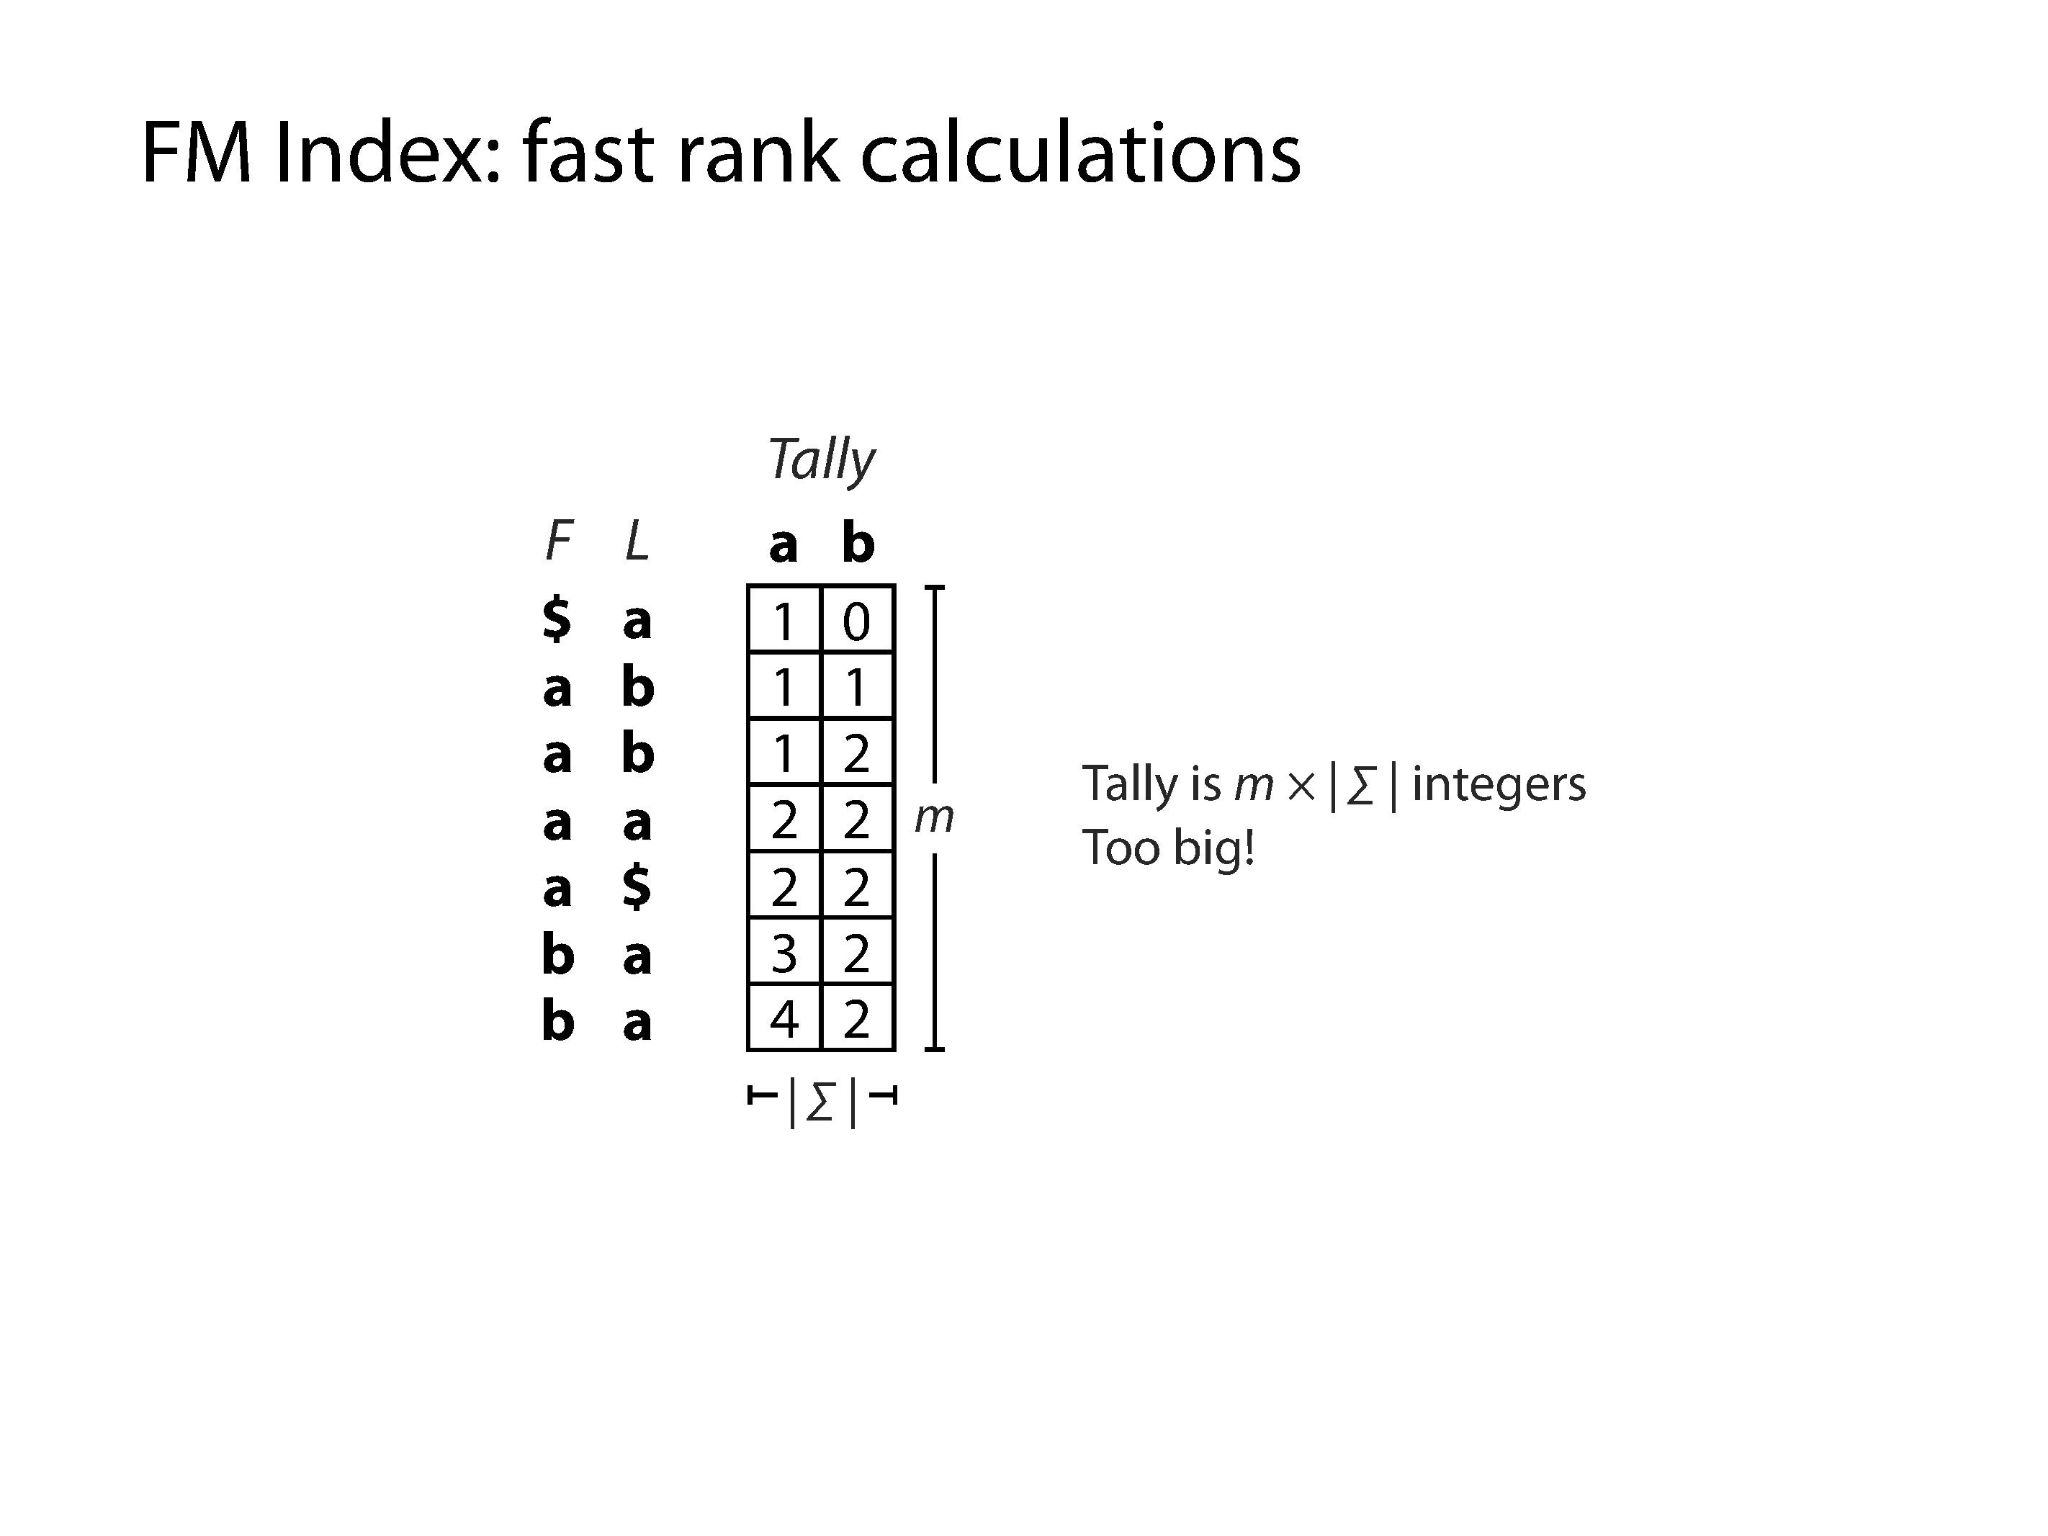 FM Index: fast rank calculations
Tally
F L a b
$ a 1 0
a b 1 1
a b 1 2
a a 2 2
a $ 2 2
b a 3 2
b a 4 2
m
| Σ |
Tally is m × | Σ | integers
Too big!